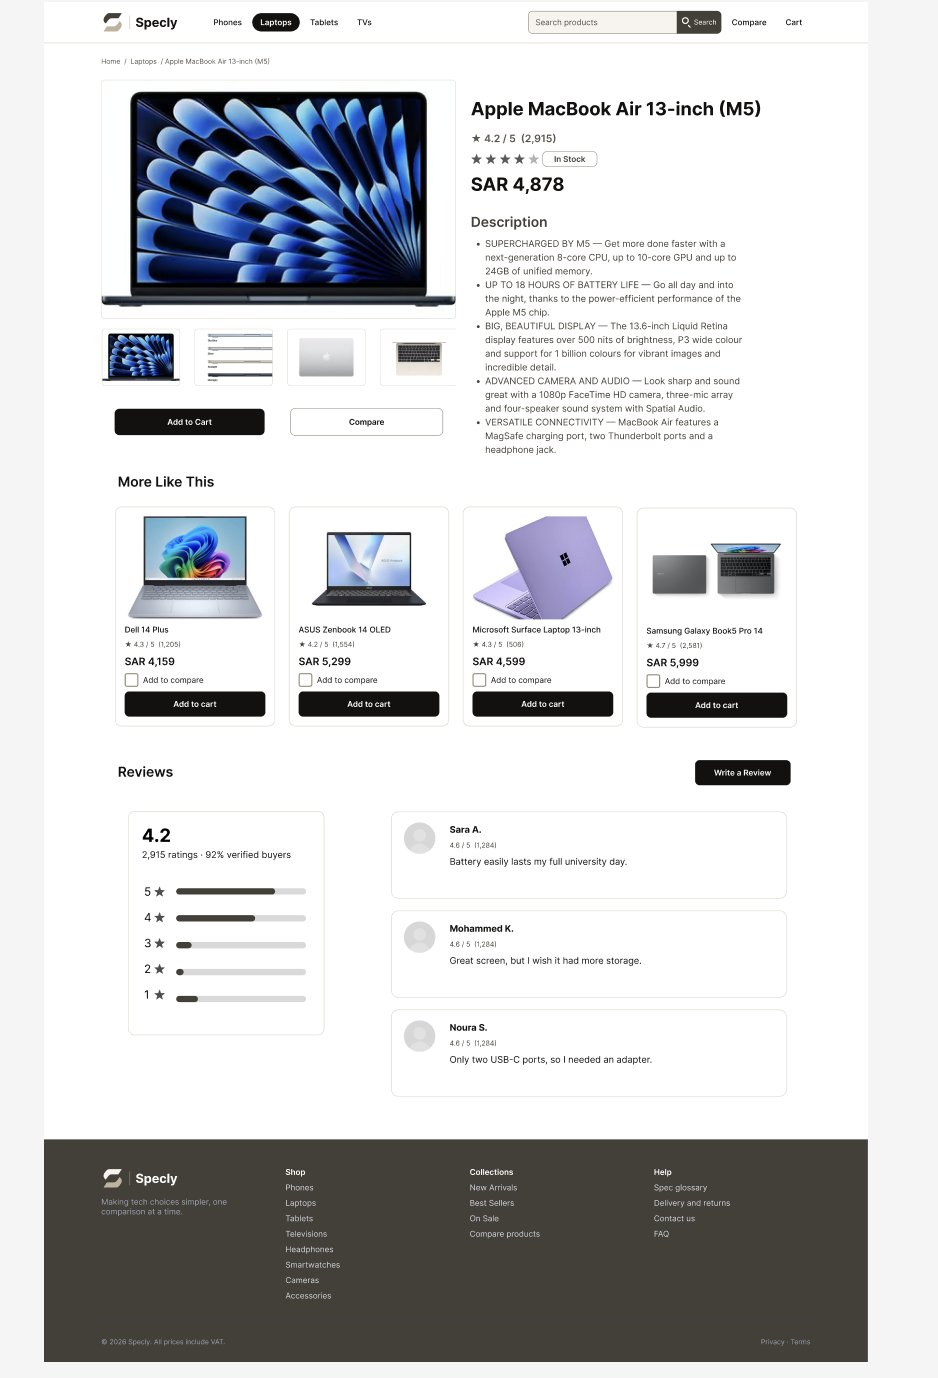 Specly
Phones
Laptops
Tablets
TVs
Search products
Search
Compare
Cart
Home / Laptops / Apple MacBook Air 13-inch (M5)
Apple MacBook Air 13-inch (M5)
★ 4.2 / 5 (2,915)
In Stock
SAR 4,878
Description
• SUPERCHARGED BY M5 — Get more done faster with a
next-generation 8-core CPU, up to 10-core GPU and up to
24GB of unified memory.
• UP TO 18 HOURS OF BATTERY LIFE — Go all day and into
the night, thanks to the power-efficient performance of the
Apple M5 chip.
• BIG, BEAUTIFUL DISPLAY — The 13.6-inch Liquid Retina
display features over 500 nits of brightness, P3 wide colour
and support for 1 billion colours for vibrant images and
incredible detail.
• ADVANCED CAMERA AND AUDIO — Look sharp and sound
great with a 1080p FaceTime HD camera, three-mic array
and four-speaker sound system with Spatial Audio.
• VERSATILE CONNECTIVITY — MacBook Air features a
MagSafe charging port, two Thunderbolt ports and a
headphone jack.
Add to Cart
Compare
More Like This
Dell 14 Plus
★ 4.3 / 5 (1,205)
SAR 4,159
Add to compare
Add to cart
ASUS Zenbook 14 OLED
★ 4.2 / 5 (1,554)
SAR 5,299
Add to compare
Add to cart
Microsoft Surface Laptop 13-inch
★ 4.3 / 5 (506)
SAR 4,599
Add to compare
Add to cart
Samsung Galaxy Book5 Pro 14
★ 4.7 / 5 (2,581)
SAR 5,999
Add to compare
Add to cart
Reviews
Write a Review
4.2
2,915 ratings · 92% verified buyers
5 ★
4 ★
3 ★
2 ★
1 ★
Sara A.
4.6 / 5 (1,284)
Battery easily lasts my full university day.
Mohammed K.
4.6 / 5 (1,284)
Great screen, but I wish it had more storage.
Noura S.
4.6 / 5 (1,284)
Only two USB-C ports, so I needed an adapter.
Specly
Making tech choices simpler, one
comparison at a time.
Shop
Phones
Laptops
Tablets
Televisions
Headphones
Smartwatches
Cameras
Accessories
Collections
New Arrivals
Best Sellers
On Sale
Compare products
Help
Spec glossary
Delivery and returns
Contact us
FAQ
© 2026 Specly. All prices include VAT.
Privacy · Terms